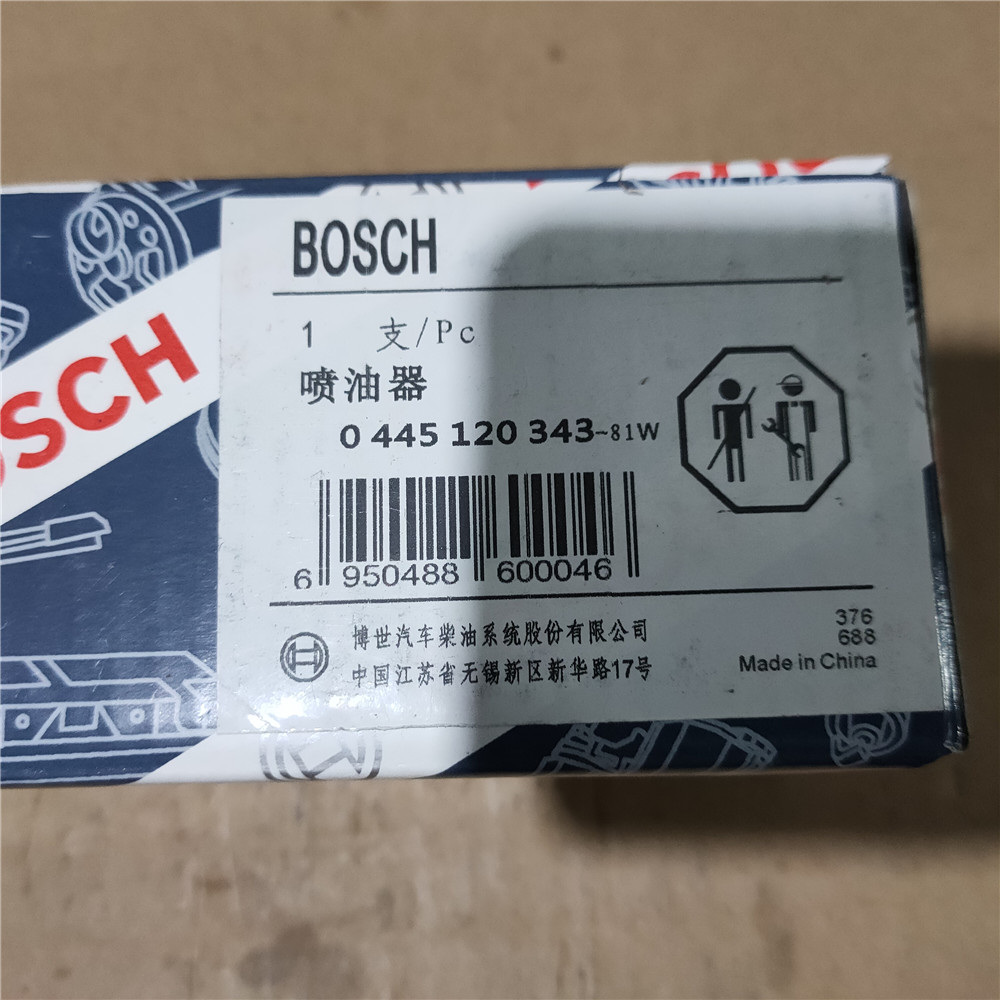 BOSCH
BOSCH
1 支/Pc
喷油器
0 445 120 343-81W
6 950488 600046
博世汽车柴油系统股份有限公司
中国江苏省无锡新区新华路17号
376
688
Made in China